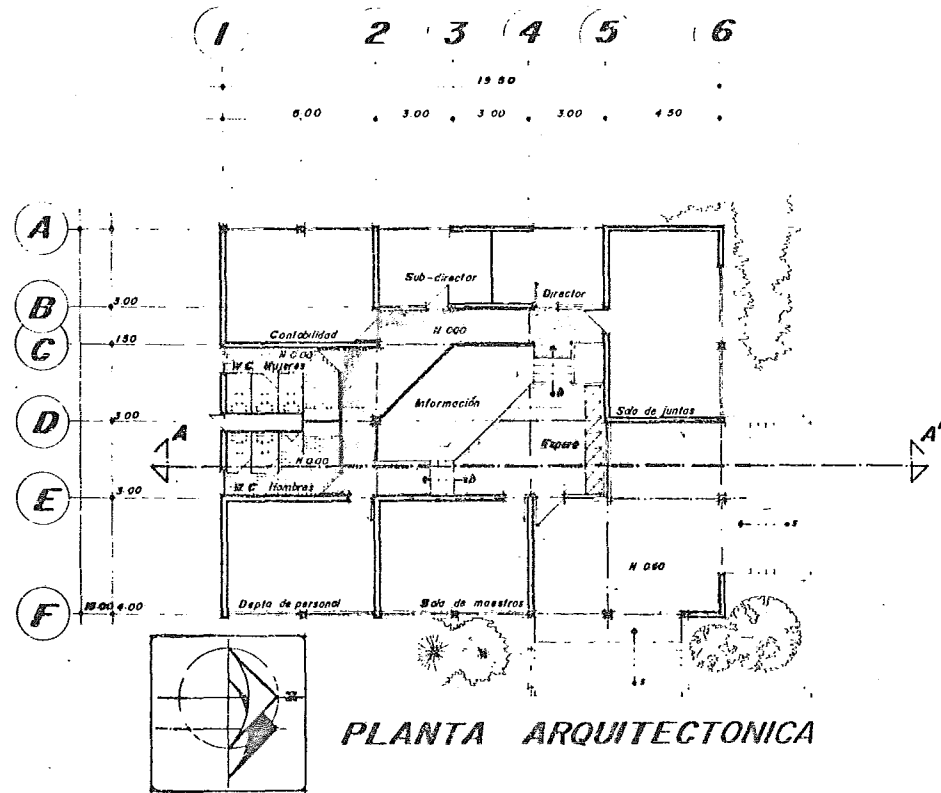 1 2 3 4 5 6
19 50
6.00 3.00 3.00 3.00 4.50
A
Sub-director
Director
B
3.00
Contabilidad
N 0.00
C
1.50
N 0.00
W.C. Mujeres
Información
D
3.00
Sala de juntas
A
Espera
A'
N 0.00
E
3.00
W.C. Hombres
N 0.60
s
F
4.00
Depto de personal
Sala de maestros
s
PLANTA ARQUITECTONICA